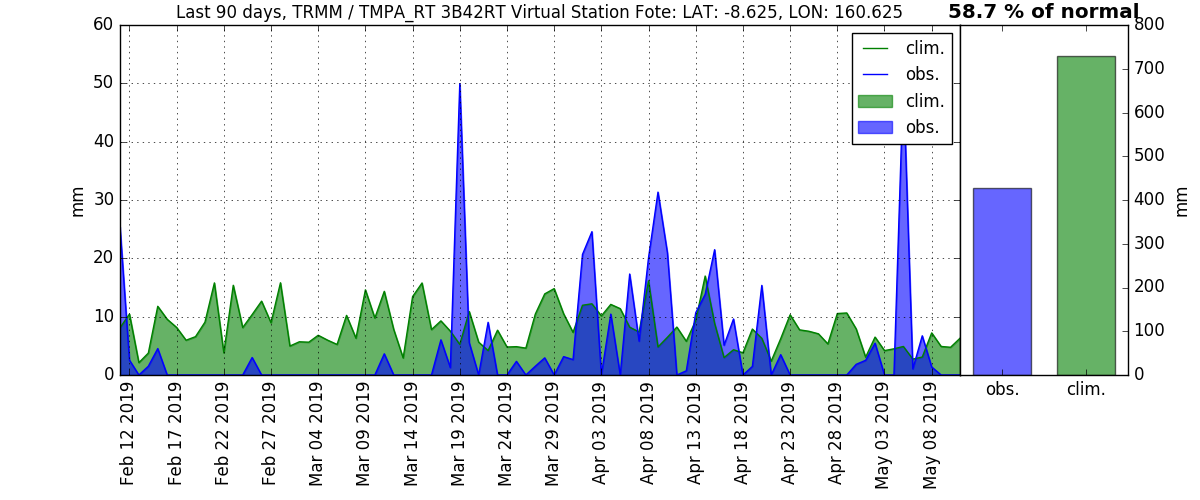 Last 90 days, TRMM / TMPA_RT 3B42RT Virtual Station Fote: LAT: -8.625, LON: 160.625
58.7 % of normal
clim.
obs.
clim.
obs.
mm
60
50
40
30
20
10
0
Feb 12 2019
Feb 17 2019
Feb 22 2019
Feb 27 2019
Mar 04 2019
Mar 09 2019
Mar 14 2019
Mar 19 2019
Mar 24 2019
Mar 29 2019
Apr 03 2019
Apr 08 2019
Apr 13 2019
Apr 18 2019
Apr 23 2019
Apr 28 2019
May 03 2019
May 08 2019
obs.
clim.
800
700
600
500
400
300
200
100
0
mm